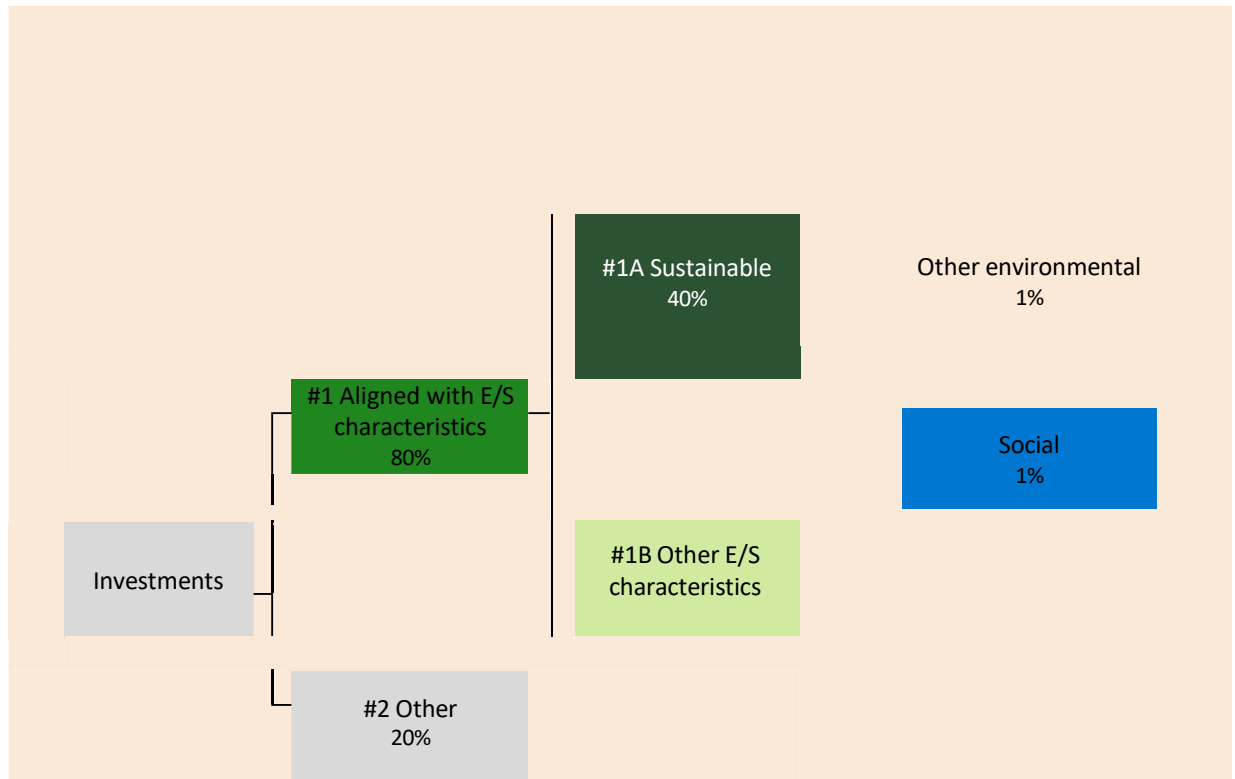 #1A Sustainable
40%
Other environmental
1%
#1 Aligned with E/S
characteristics
80%
Social
1%
Investments
#1B Other E/S
characteristics
#2 Other
20%